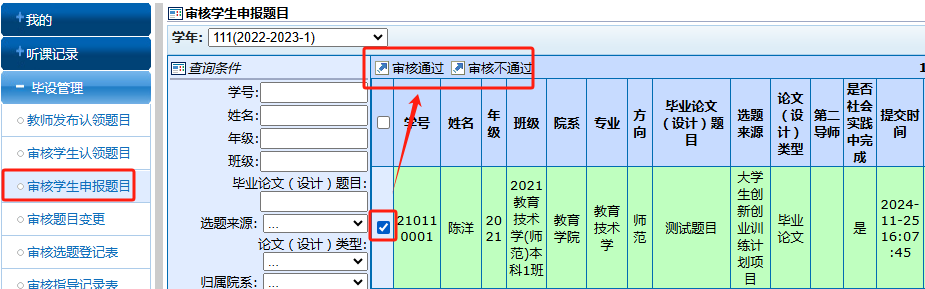 我的
听课记录
毕设管理
教师发布认领题目
审核学生认领题目
审核学生申报题目
审核题目变更
审核选题登记表
审核指导记录表
审核学生申报题目
学年: 111(2022-2023-1)
查询条件
学号:
姓名:
年级:
班级:
毕业论文（设计）题目:
选题来源: ...
论文（设计）类型:
...
归属院系: ...
审核通过 审核不通过
1
学号
姓名
年
级
班级
院系
专业
方
向
毕业论文
（设计）题
目
选题
来源
论文
（设
计）
类型
第二
导师
是否
社会
实践
中完
成
提交时
间
21011
0001
陈洋
20
21
2021
教育
技术
学(师
范)本
科1班
教育
学院
教育
技术
学
师
范
测试题目
大学
生创
新创
业训
练计
划项
目
毕业
论文
是
2024-
11-25
16:07
:45